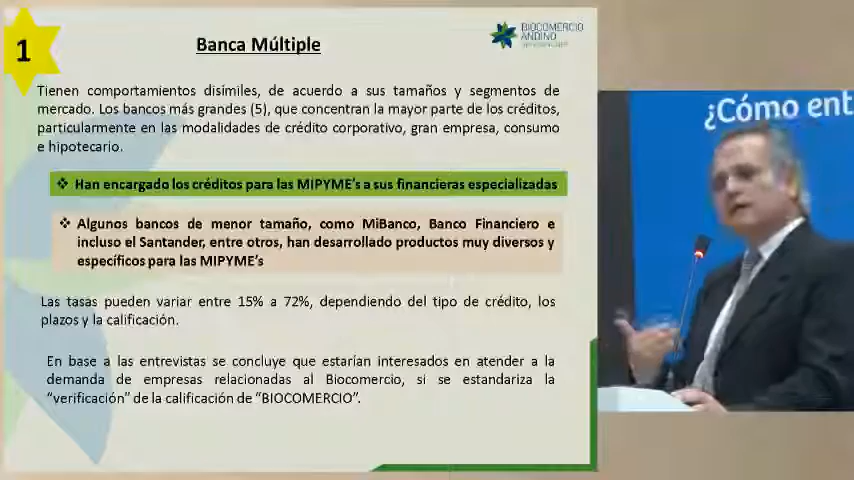 1
Banca Múltiple
BIOCOMERCIO
ANDINO
Tienen comportamientos disímiles, de acuerdo a sus tamaños y segmentos de
mercado. Los bancos más grandes (5), que concentran la mayor parte de los créditos,
particularmente en las modalidades de crédito corporativo, gran empresa, consumo
e hipotecario.
❖ Han encargado los créditos para las MIPYME's a sus financieras especializadas
❖ Algunos bancos de menor tamaño, como MiBanco, Banco Financiero e
incluso el Santander, entre otros, han desarrollado productos muy diversos y
específicos para las MIPYME's
Las tasas pueden variar entre 15% a 72%, dependiendo del tipo de crédito, los
plazos y la calificación.
En base a las entrevistas se concluye que estarían interesados en atender a la
demanda de empresas relacionadas al Biocomercio, si se estandariza la
“verificación” de la calificación de “BIOCOMERCIO”.
¿Cómo ent